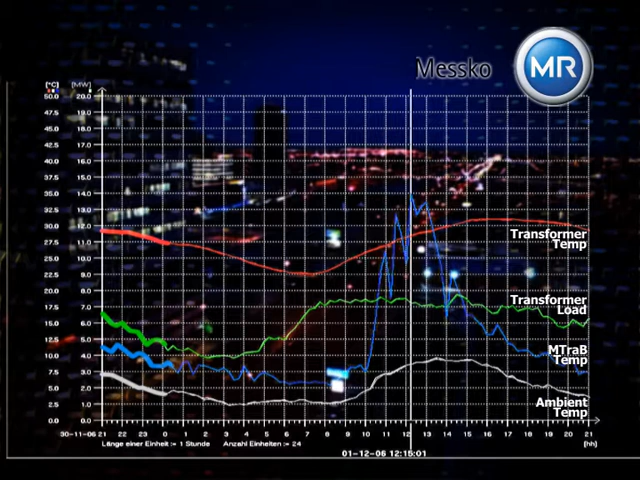 Messko
MR
[°C] [MW]
50.0 20.0
47.5 19.0
45.0 18.0
42.5 17.0
40.0 16.0
37.5 15.0
35.0 14.0
32.5 13.0
30.0 12.0
27.5 11.0
25.0 10.0
22.5 9.0
20.0 8.0
17.5 7.0
15.0 6.0
12.5 5.0
10.0 4.0
7.5 3.0
5.0 2.0
2.5 1.0
0.0 0.0
Transformer
Temp
Transformer
Load
MTraB
Temp
Ambient
Temp
30-11-06 21 22 23 0 1 2 3 4 5 6 7 8 9 10 11 12 13 14 15 16 17 18 19 20 21
Länge einer Einheit := 1 Stunde Anzahl Einheiten := 24 [hh]
01-12-06 12:15:01